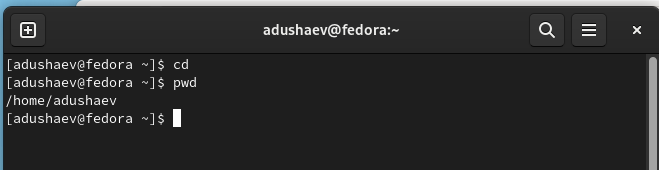 adushaev@fedora:~
[adushaev@fedora ~]$ cd
[adushaev@fedora ~]$ pwd
/home/adushaev
[adushaev@fedora ~]$